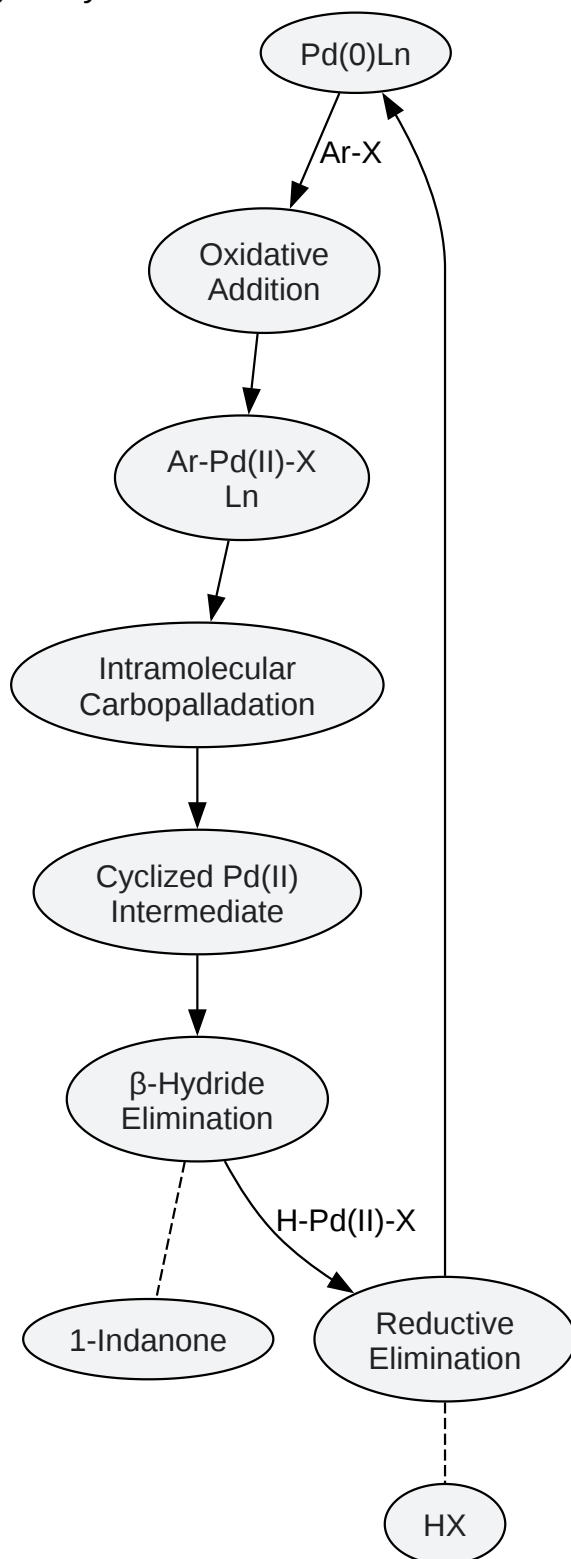 Pd(0)Ln
Ar-X
Oxidative
Addition
Ar-Pd(II)-X
Ln
Intramolecular
Carbopalladation
Cyclized Pd(II)
Intermediate
β-Hydride
Elimination
H-Pd(II)-X
1-Indanone
Reductive
Elimination
HX